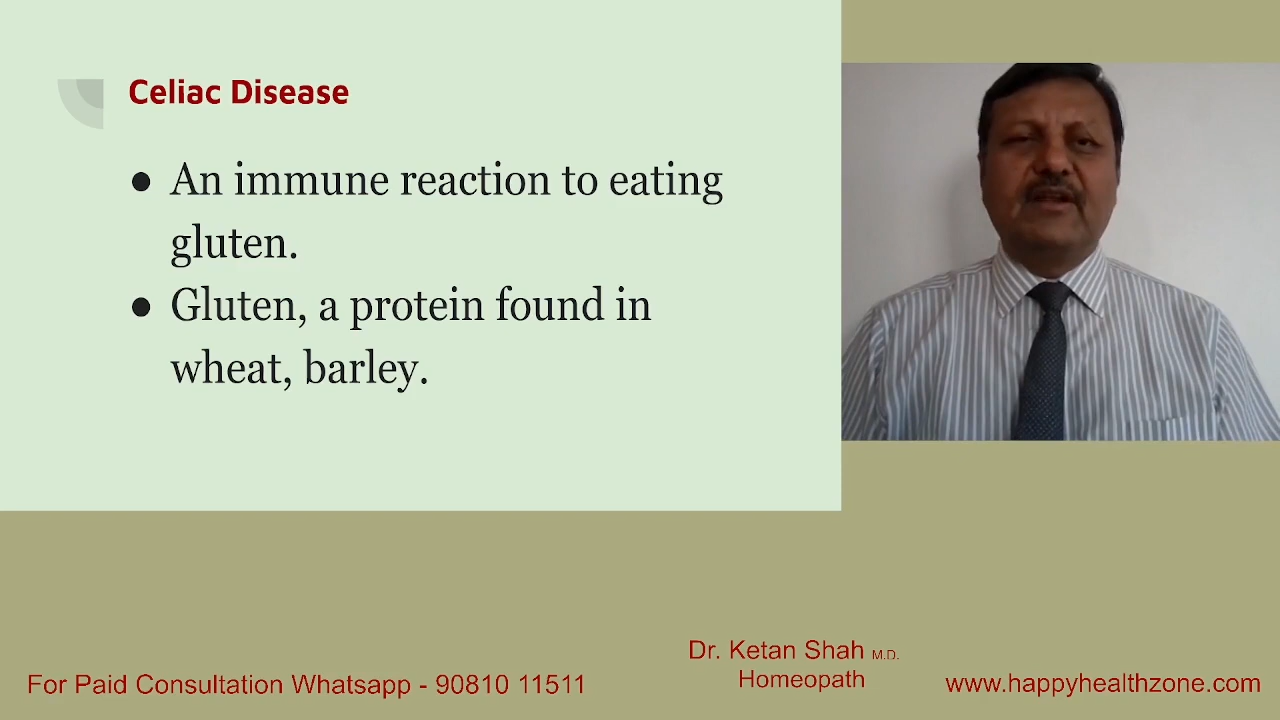 Celiac Disease
● An immune reaction to eating
gluten.
● Gluten, a protein found in
wheat, barley.
Dr. Ketan Shah M.D.
Homeopath
For Paid Consultation Whatsapp - 90810 11511
www.happyhealthzone.com